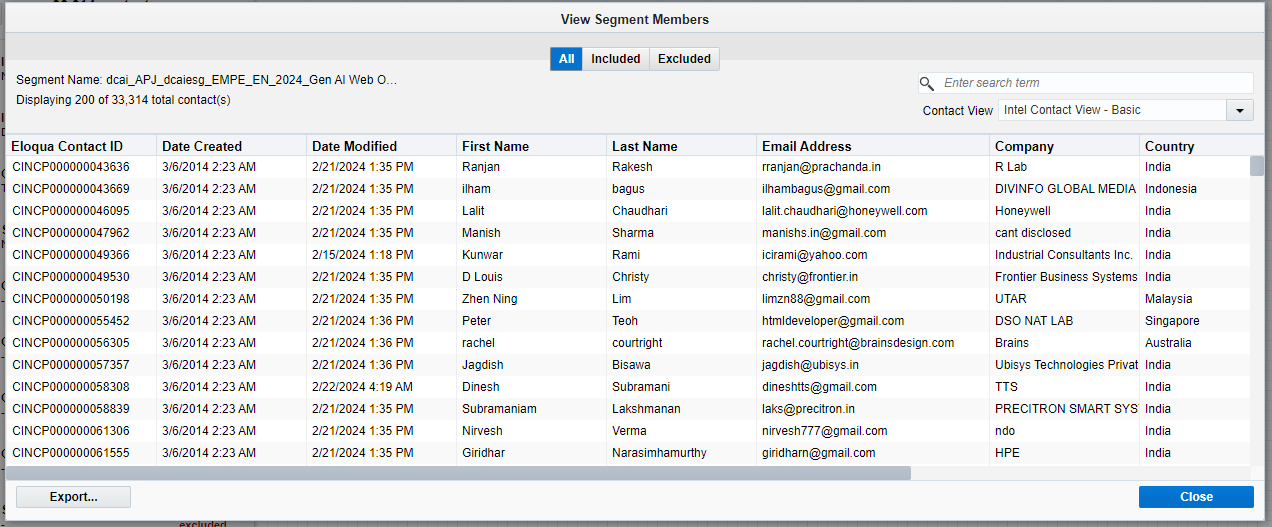 View Segment Members
All Included Excluded
Segment Name: dcai_APJ_dcaiesg_EMPE_EN_2024_Gen AI Web O...
Enter search term
Displaying 200 of 33,314 total contact(s)
Contact View Intel Contact View - Basic
Eloqua Contact ID Date Created Date Modified First Name Last Name Email Address Company Country
CINCP000000043636 3/6/2014 2:23 AM 2/21/2024 1:35 PM Ranjan Rakesh rranjan@prachanda.in R Lab India
CINCP000000043669 3/6/2014 2:23 AM 2/21/2024 1:35 PM ilham bagus ilhambagus@gmail.com DIVINFO GLOBAL MEDIA Indonesia
CINCP000000046095 3/6/2014 2:23 AM 2/21/2024 1:35 PM Lalit Chaudhari lalit.chaudhari@honeywell.com Honeywell India
CINCP000000047962 3/6/2014 2:23 AM 2/21/2024 1:35 PM Manish Sharma manishs.in@gmail.com cant disclosed India
CINCP000000049366 3/6/2014 2:23 AM 2/15/2024 1:18 PM Kunwar Rami icirami@yahoo.com Industrial Consultants Inc. India
CINCP000000049530 3/6/2014 2:23 AM 2/21/2024 1:35 PM D Louis Christy christy@frontier.in Frontier Business Systems India
CINCP000000050198 3/6/2014 2:23 AM 2/21/2024 1:35 PM Zhen Ning Lim limzn88@gmail.com UTAR Malaysia
CINCP000000055452 3/6/2014 2:23 AM 2/21/2024 1:36 PM Peter Teoh htmldeveloper@gmail.com DSO NAT LAB Singapore
CINCP000000056305 3/6/2014 2:23 AM 2/21/2024 1:36 PM rachel courtright rachel.courtright@brainsdesign.com Brains Australia
CINCP000000057357 3/6/2014 2:23 AM 2/21/2024 1:36 PM Jagdish Bisawa jagdish@ubisys.in Ubisys Technologies Privat India
CINCP000000058308 3/6/2014 2:23 AM 2/22/2024 4:19 AM Dinesh Subramani dineshtts@gmail.com TTS India
CINCP000000058839 3/6/2014 2:23 AM 2/21/2024 1:35 PM Subramaniam Lakshmanan laks@precitron.in PRECITRON SMART SYS India
CINCP000000061306 3/6/2014 2:23 AM 2/21/2024 1:35 PM Nirvesh Verma nirvesh777@gmail.com ndo India
CINCP000000061555 3/6/2014 2:23 AM 2/21/2024 1:35 PM Giridhar Narasimhamurthy giridharn@gmail.com HPE India
Export... Close
excluded